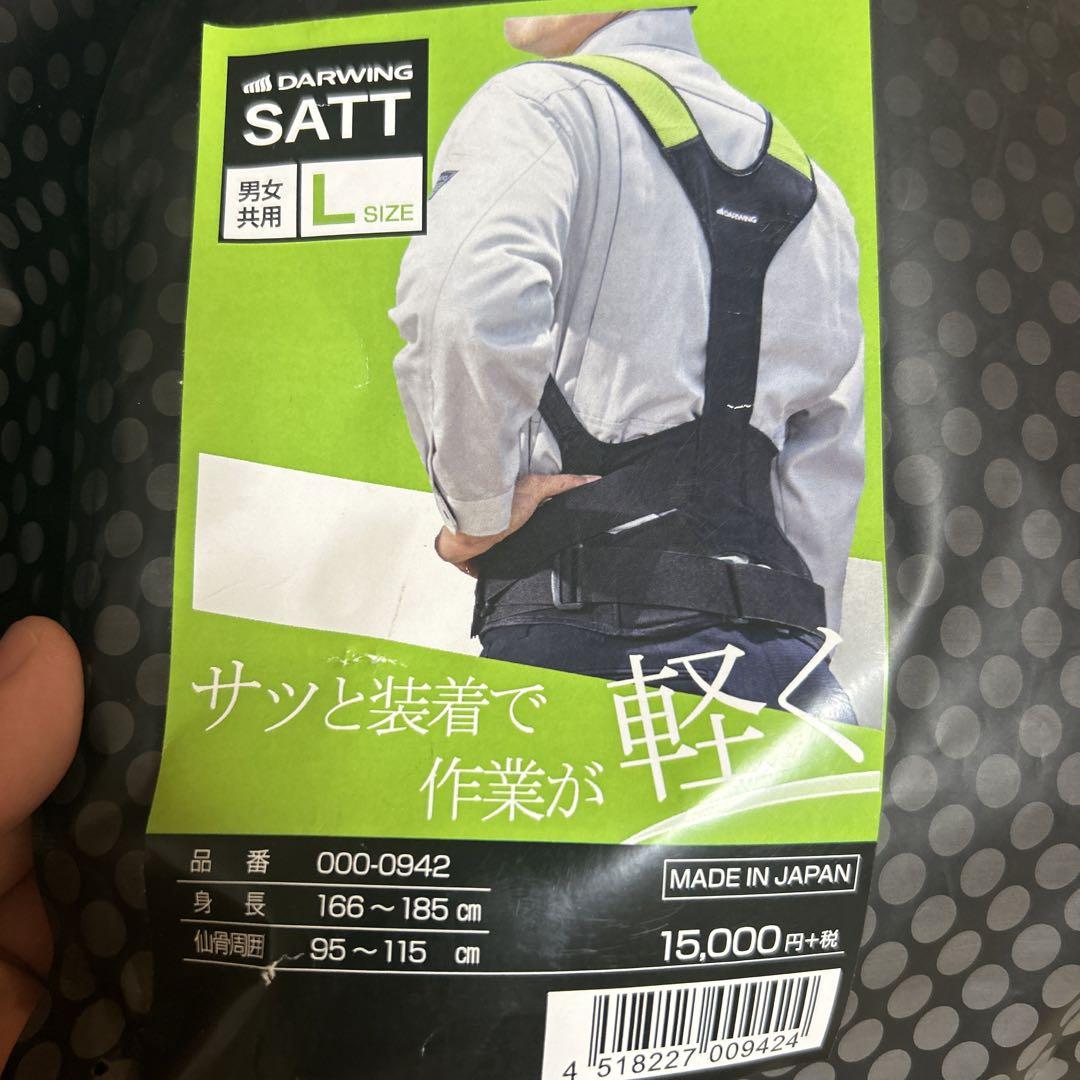 DARWING
SATT
男女
共用
L SIZE
DARWING
サッと装着で
作業が 軽く
品 番 000-0942
身 長 166～185㎝
仙骨周囲 95～115 ㎝
MADE IN JAPAN
15,000円+税
4 518227 009424